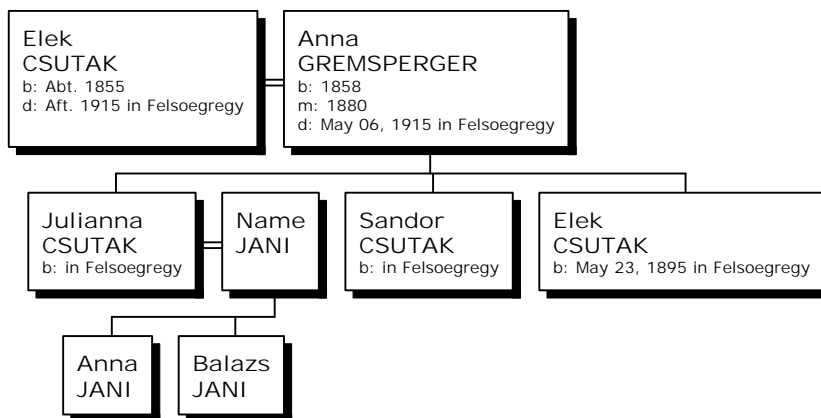 Elek
CSUTAK
b: Abt. 1855
d: Aft. 1915 in Felsoegregy
Anna
GREMSPERGER
b: 1858
m: 1880
d: May 06, 1915 in Felsoegregy
Julianna
CSUTAK
b: in Felsoegregy
Name
JANI
Sandor
CSUTAK
b: in Felsoegregy
Elek
CSUTAK
b: May 23, 1895 in Felsoegregy
Anna
JANI
Balazs
JANI